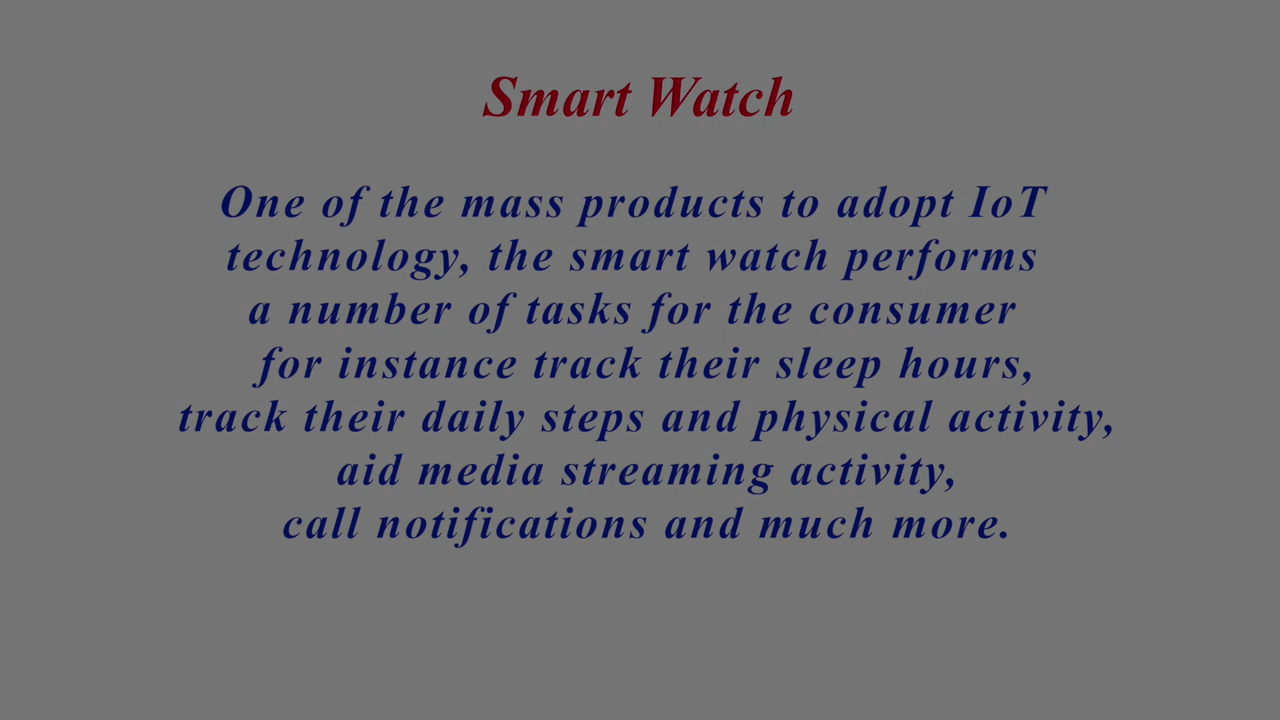 Smart Watch
One of the mass products to adopt IoT
technology, the smart watch performs
a number of tasks for the consumer
for instance track their sleep hours,
track their daily steps and physical activity,
aid media streaming activity,
call notifications and much more.